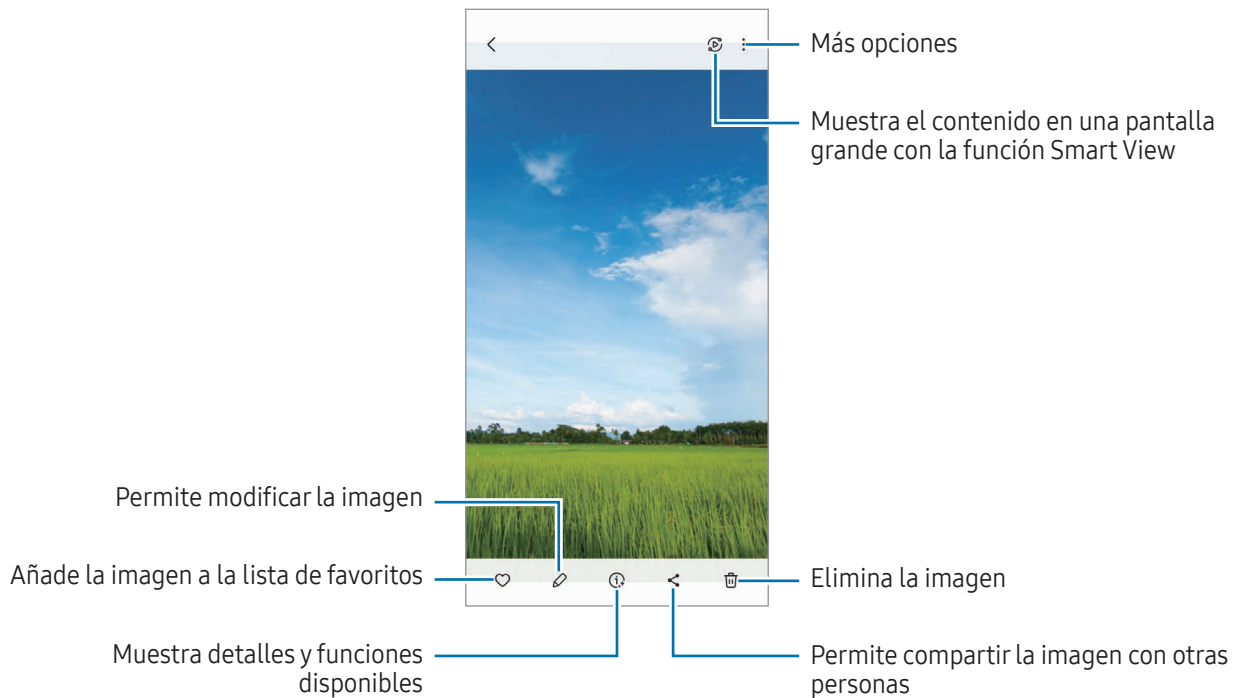 Más opciones
Muestra el contenido en una pantalla
grande con la función Smart View
Permite modificar la imagen
Añade la imagen a la lista de favoritos
Elimina la imagen
Muestra detalles y funciones
disponibles
Permite compartir la imagen con otras
personas